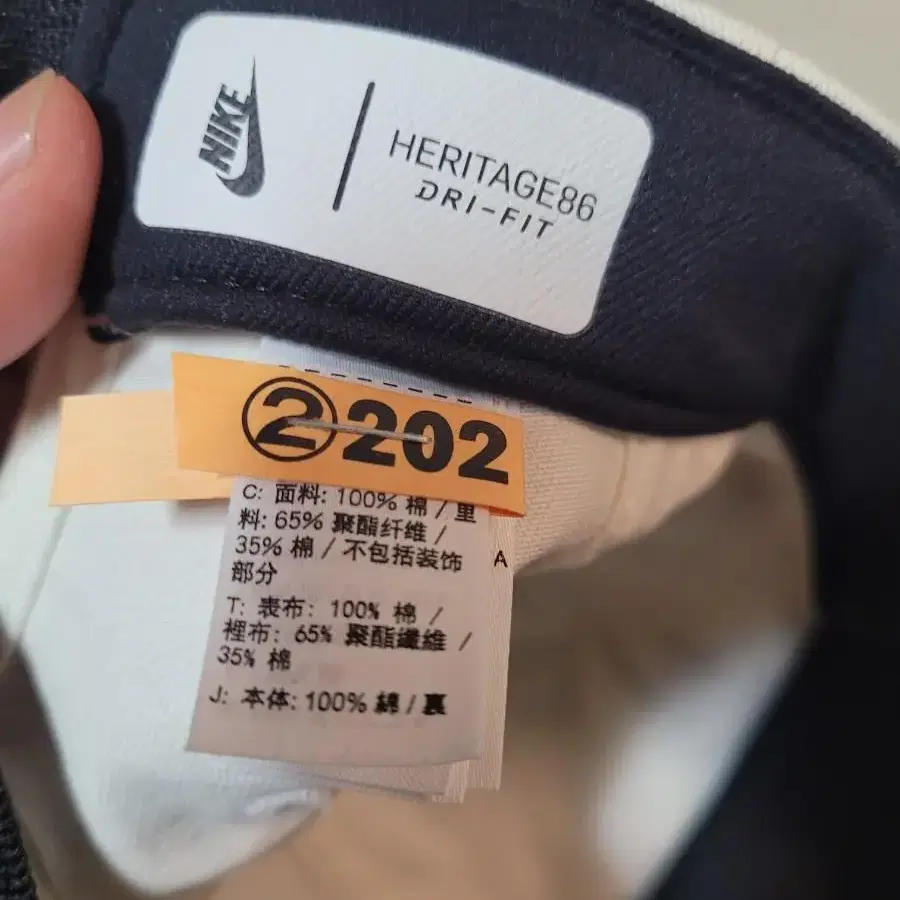 NIKE
HERITAGE86
DRI-FIT
②202
C: 面料: 100% 棉 / 里
料: 65% 聚酯纤维 /
35% 棉 / 不包括装饰
部分
T: 表布: 100% 棉 /
裡布: 65% 聚酯纖維 /
35% 棉
J: 本体: 100% 綿 / 裏
A